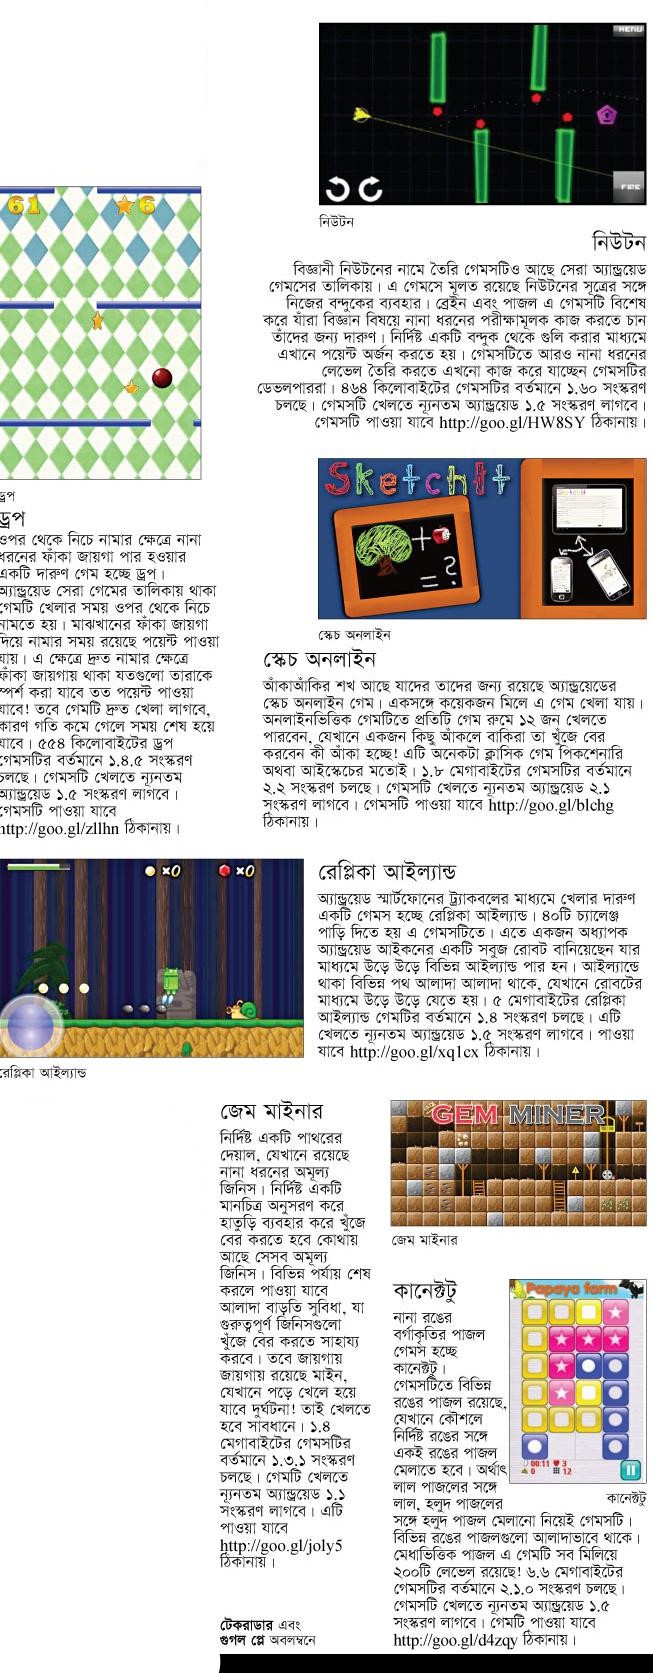 MENU
FIRE
নিউটন
নিউটন
বিজ্ঞানী নিউটনের নামে তৈরি গেমসটিও আছে সেরা অ্যান্ড্রয়েড
গেমসের তালিকায়। এ গেমসে মূলত রয়েছে নিউটনের সূত্রের সঙ্গে
নিজের বন্দুকের ব্যবহার। ব্রেইন এবং পাজল এ গেমসটি বিশেষ
করে যাঁরা বিজ্ঞান বিষয়ে নানা ধরনের পরীক্ষামূলক কাজ করতে চান
তাঁদের জন্য দারুণ। নির্দিষ্ট একটি বন্দুক থেকে গুলি করার মাধ্যমে
এখানে পয়েন্ট অর্জন করতে হয়। গেমসটিতে আরও নানা ধরনের
লেভেল তৈরি করতে এখনো কাজ করে যাচ্ছেন গেমসটির
ডেভলপাররা। ৪৬৪ কিলোবাইটের গেমসটির বর্তমানে ১.৬০ সংস্করণ
চলছে। গেমসটি খেলতে ন্যূনতম অ্যান্ড্রয়েড ১.৫ সংস্করণ লাগবে।
গেমসটি পাওয়া যাবে http://goo.gl/HW8SY ঠিকানায়।
61
6
ড্রপ
ড্রপ
ওপর থেকে নিচে নামার ক্ষেত্রে নানা
ধরনের ফাঁকা জায়গা পার হওয়ার
একটি দারুণ গেম হচ্ছে ড্রপ।
অ্যান্ড্রয়েড সেরা গেমের তালিকায় থাকা
গেমটি খেলার সময় ওপর থেকে নিচে
নামতে হয়। মাঝখানের ফাঁকা জায়গা
দিয়ে নামার সময় রয়েছে পয়েন্ট পাওয়া
যায়। এ ক্ষেত্রে দ্রুত নামার ক্ষেত্রে
ফাঁকা জায়গায় থাকা যতগুলো তারাকে
স্পর্শ করা যাবে তত পয়েন্ট পাওয়া
যাবে! তবে গেমটি দ্রুত খেলা লাগবে,
কারণ গতি কমে গেলে সময় শেষ হয়ে
যাবে। ৫৫৪ কিলোবাইটের ড্রপ
গেমসটির বর্তমানে ১.৪.৫ সংস্করণ
চলছে। গেমসটি খেলতে ন্যূনতম
অ্যান্ড্রয়েড ১.৫ সংস্করণ লাগবে।
গেমসটি পাওয়া যাবে
http://goo.gl/zllhn ঠিকানায়।
SketchIt
স্কেচ অনলাইন
স্কেচ অনলাইন
আঁকাআঁকির শখ আছে যাদের তাদের জন্য রয়েছে অ্যান্ড্রয়েডের
স্কেচ অনলাইন গেম। একসঙ্গে কয়েকজন মিলে এ গেম খেলা যায়।
অনলাইনভিত্তিক গেমটিতে প্রতিটি গেম রুমে ১২ জন খেলতে
পারবেন, যেখানে একজন কিছু আঁকলে বাকিরা তা খুঁজে বের
করবেন কী আঁকা হচ্ছে! এটি অনেকটা ক্লাসিক গেম পিকশেনারি
অথবা আইস্কেচের মতোই। ১.৮ মেগাবাইটের গেমসটির বর্তমানে
২.২ সংস্করণ চলছে। গেমসটি খেলতে ন্যূনতম অ্যান্ড্রয়েড ২.১
সংস্করণ লাগবে। গেমসটি পাওয়া যাবে http://goo.gl/blchg
ঠিকানায়।
x0 x0
রেপ্লিকা আইল্যান্ড
রেপ্লিকা আইল্যান্ড
অ্যান্ড্রয়েড স্মার্টফোনের ট্র্যাকবলের মাধ্যমে খেলার দারুণ
একটি গেমস হচ্ছে রেপ্লিকা আইল্যান্ড। ৪০টি চ্যালেঞ্জ
পাড়ি দিতে হয় এ গেমসটিতে। এতে একজন অধ্যাপক
অ্যান্ড্রয়েড আইকনের একটি সবুজ রোবট বানিয়েছেন যার
মাধ্যমে উড়ে উড়ে বিভিন্ন আইল্যান্ড পার হন। আইল্যান্ডে
থাকা বিভিন্ন পথ আলাদা আলাদা থাকে, যেখানে রোবটের
মাধ্যমে উড়ে উড়ে যেতে হয়। ৫ মেগাবাইটের রেপ্লিকা
আইল্যান্ড গেমটির বর্তমানে ১.৪ সংস্করণ চলছে। এটি
খেলতে ন্যূনতম অ্যান্ড্রয়েড ১.৫ সংস্করণ লাগবে। পাওয়া
যাবে http://goo.gl/xq1cx ঠিকানায়।
জেম মাইনার
নির্দিষ্ট একটি পাথরের
দেয়াল, যেখানে রয়েছে
নানা ধরনের অমূল্য
জিনিস। নির্দিষ্ট একটি
মানচিত্র অনুসরণ করে
হাতুড়ি ব্যবহার করে খুঁজে
বের করতে হবে কোথায়
আছে সেসব অমূল্য
জিনিস। বিভিন্ন পর্যায় শেষ
করলে পাওয়া যাবে
আলাদা বাড়তি সুবিধা, যা
গুরুত্বপূর্ণ জিনিসগুলো
খুঁজে বের করতে সাহায্য
করবে। তবে জায়গায়
জায়গায় রয়েছে মাইন,
যেখানে পড়ে খেলে হয়ে
যাবে দুর্ঘটনা! তাই খেলতে
হবে সাবধানে। ১.৪
মেগাবাইটের গেমসটির
বর্তমানে ১.৩.১ সংস্করণ
চলছে। গেমটি খেলতে
ন্যূনতম অ্যান্ড্রয়েড ১.১
সংস্করণ লাগবে। এটি
পাওয়া যাবে
http://goo.gl/joly5
ঠিকানায়।
টেকরাডার এবং
গুগল প্লে অবলম্বনে
GEM MINER
জেম মাইনার
কানেক্টটু
নানা রঙের
বর্গাকৃতির পাজল
গেমস হচ্ছে
কানেক্টটু।
গেমসটিতে বিভিন্ন
রঙের পাজল রয়েছে,
যেখানে কৌশলে
নির্দিষ্ট রঙের সঙ্গে
একই রঙের পাজল
মেলাতে হবে। অর্থাৎ
লাল পাজলের সঙ্গে
লাল, হলুদ পাজলের
সঙ্গে হলুদ পাজল মেলানো নিয়েই গেমসটি।
বিভিন্ন রঙের পাজলগুলো আলাদাভাবে থাকে।
মেধাভিত্তিক পাজল এ গেমটি সব মিলিয়ে
২০০টি লেভেল রয়েছে! ৬.৬ মেগাবাইটের
গেমসটির বর্তমানে ২.১.০ সংস্করণ চলছে।
গেমসটি খেলতে ন্যূনতম অ্যান্ড্রয়েড ১.৫
সংস্করণ লাগবে। গেমটি পাওয়া যাবে
http://goo.gl/d4zqy ঠিকানায়।
Papaya farm
00:11 3
0 12
কানেক্টটু